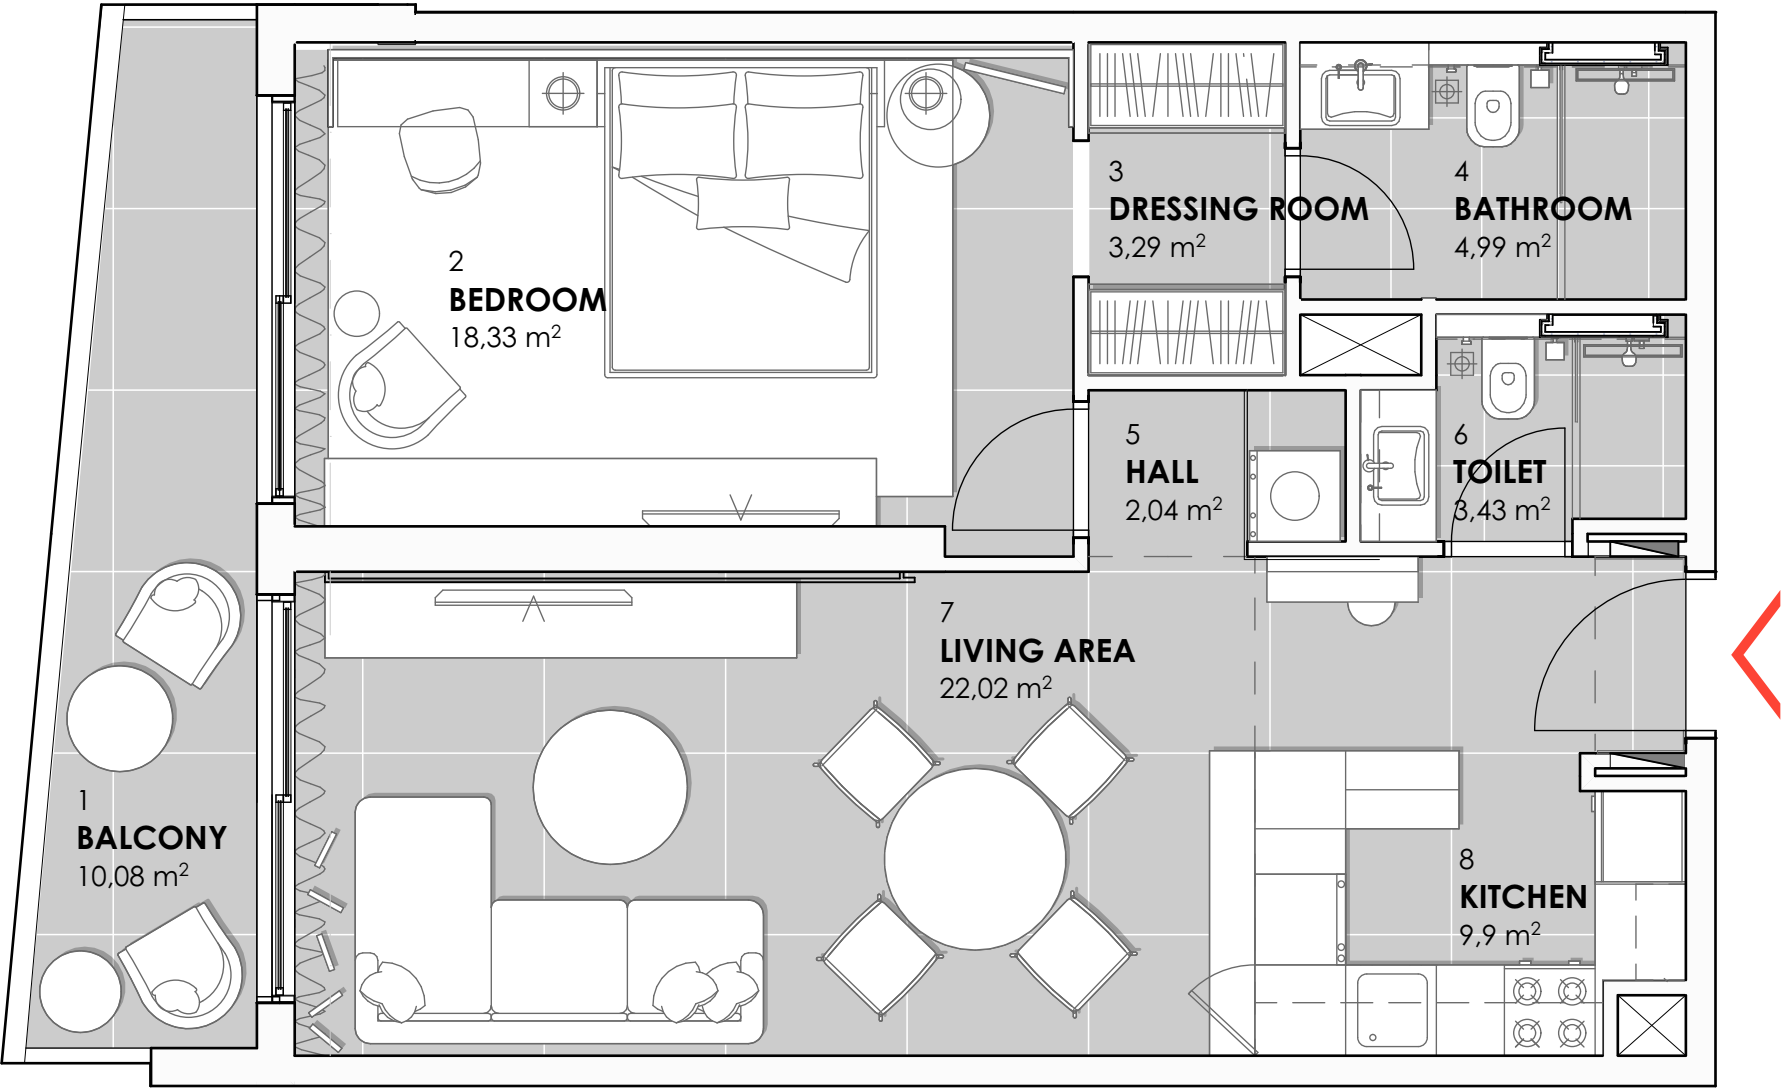 1
BALCONY
10,08 m²
2
BEDROOM
18,33 m²
3
DRESSING ROOM
3,29 m²
4
BATHROOM
4,99 m²
5
HALL
2,04 m²
6
TOILET
3,43 m²
7
LIVING AREA
22,02 m²
8
KITCHEN
9,9 m²